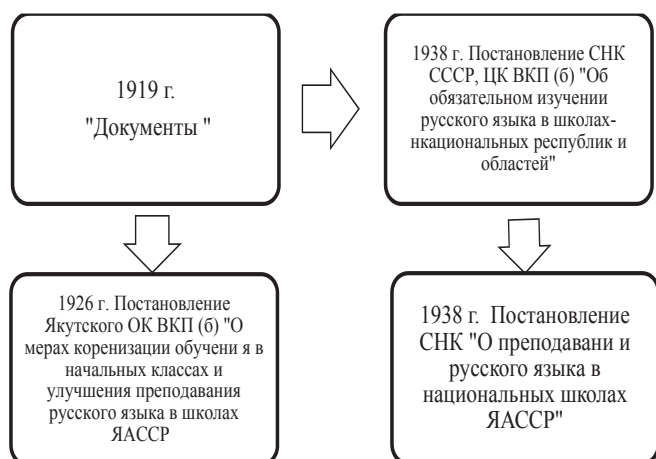 1919 г.
"Документы "
1938 г. Постановление СНК
СССР, ЦК ВКП (б) "Об
обязательном изучении
русского языка в школах-
нкациональных республик и
областей"
1926 г. Постановление
Якутского ОК ВКП (б) "О
мерах коренизации обучени я в
начальных классах и
улучшения преподавания
русского языка в школах
ЯАССР
1938 г. Постановление
СНК "О преподавани и
русского языка в
национальных школах
ЯАССР"